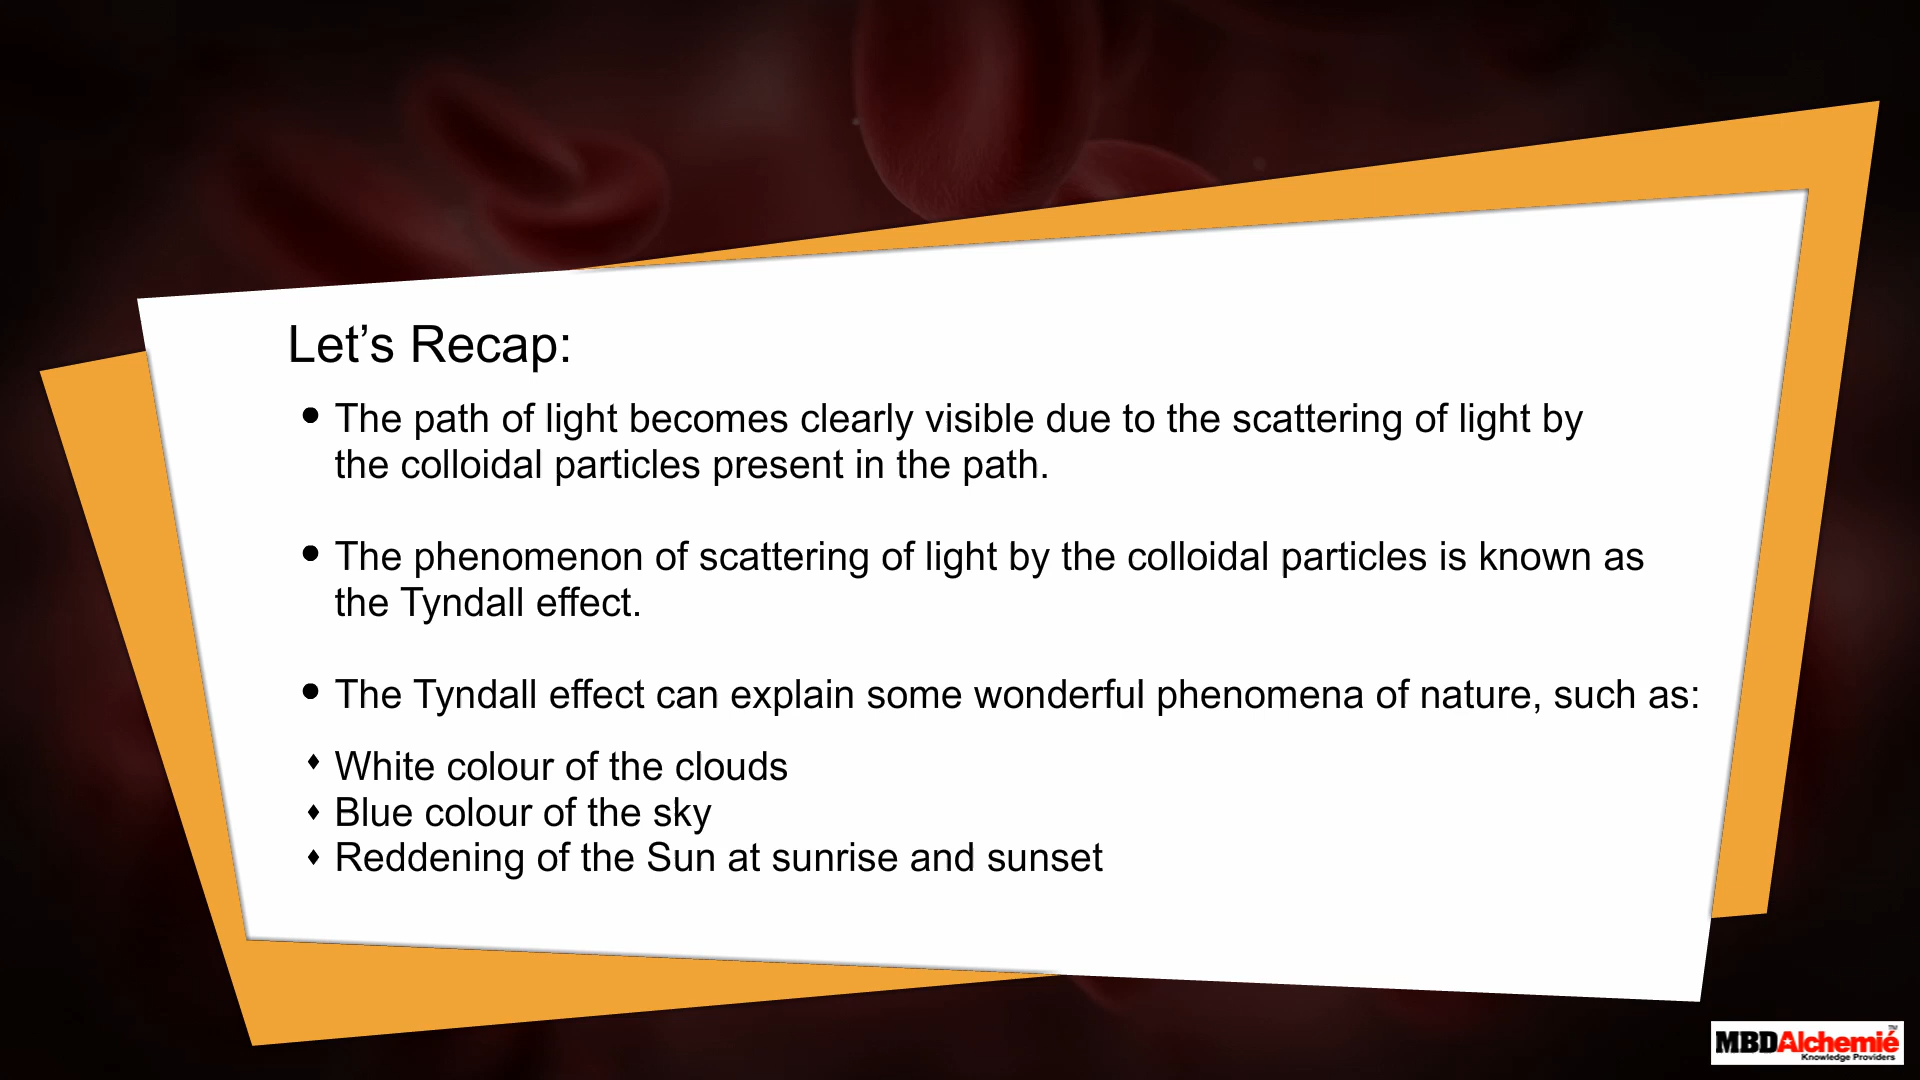 Let’s Recap:
• The path of light becomes clearly visible due to the scattering of light by
the colloidal particles present in the path.
• The phenomenon of scattering of light by the colloidal particles is known as
the Tyndall effect.
• The Tyndall effect can explain some wonderful phenomena of nature, such as:
♦ White colour of the clouds
♦ Blue colour of the sky
♦ Reddening of the Sun at sunrise and sunset
MBDAlchemié™
Knowledge Providers